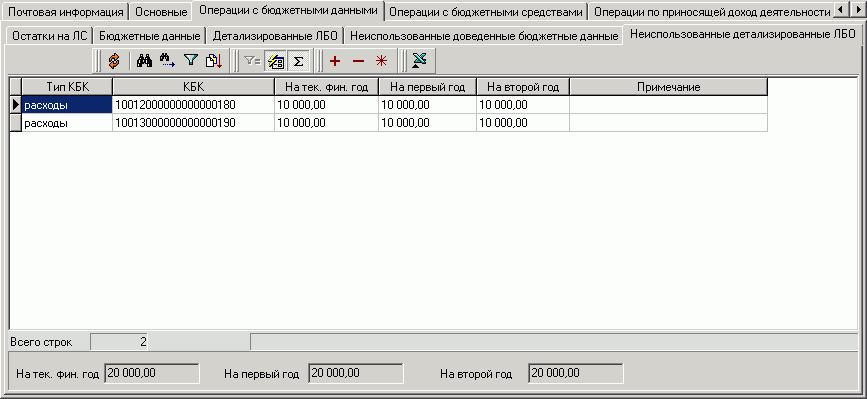 Почтовая информация Основные Операции с бюджетными данными Операции с бюджетными средствами Операции по приносящей доход деятельности
Остатки на ЛС Бюджетные данные Детализированные ЛБО Неиспользованные доведенные бюджетные данные Неиспользованные детализированные ЛБО
Тип КБК КБК На тек. фин. год На первый год На второй год Примечание
расходы 10012000000000000180 10 000,00 10 000,00 10 000,00
расходы 10013000000000000190 10 000,00 10 000,00 10 000,00
Всего строк 2
На тек. фин. год 20 000,00 На первый год 20 000,00 На второй год 20 000,00